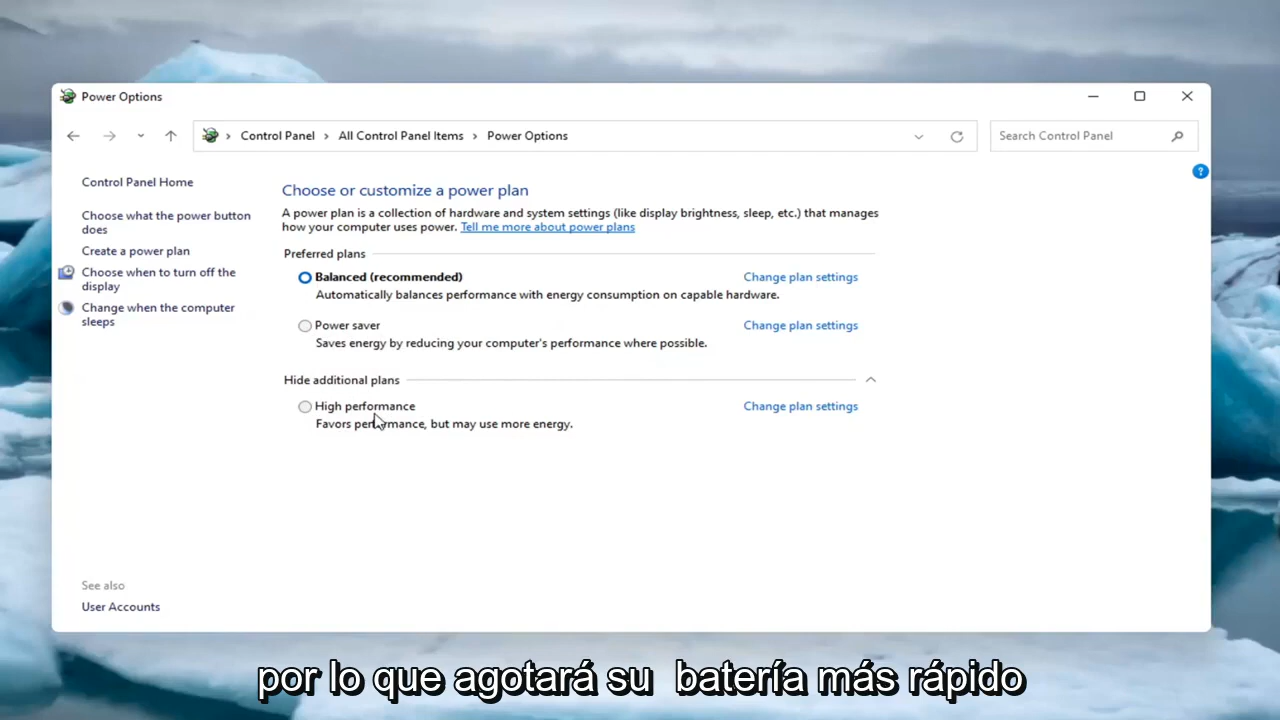 Power Options
Control Panel > All Control Panel Items > Power Options
Search Control Panel
Control Panel Home
Choose what the power button
does
Create a power plan
Choose when to turn off the
display
Change when the computer
sleeps
Choose or customize a power plan
A power plan is a collection of hardware and system settings (like display brightness, sleep, etc.) that manages
how your computer uses power. Tell me more about power plans
Preferred plans
Balanced (recommended) Change plan settings
Automatically balances performance with energy consumption on capable hardware.
Power saver Change plan settings
Saves energy by reducing your computer's performance where possible.
Hide additional plans
High performance Change plan settings
Favors performance, but may use more energy.
See also
User Accounts
por lo que agotará su batería más rápido